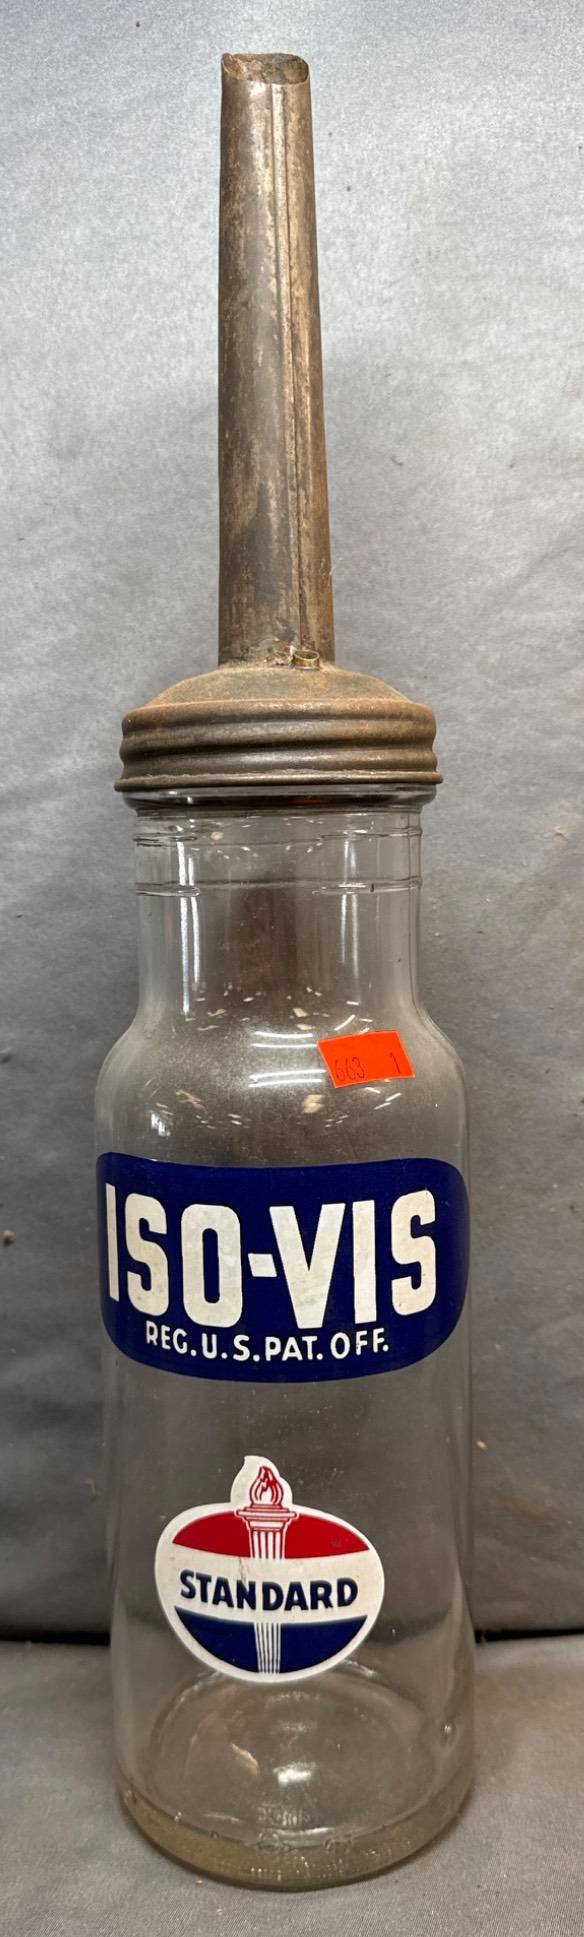 663 1
ISO-VIS
REG. U.S. PAT. OFF.
STANDARD